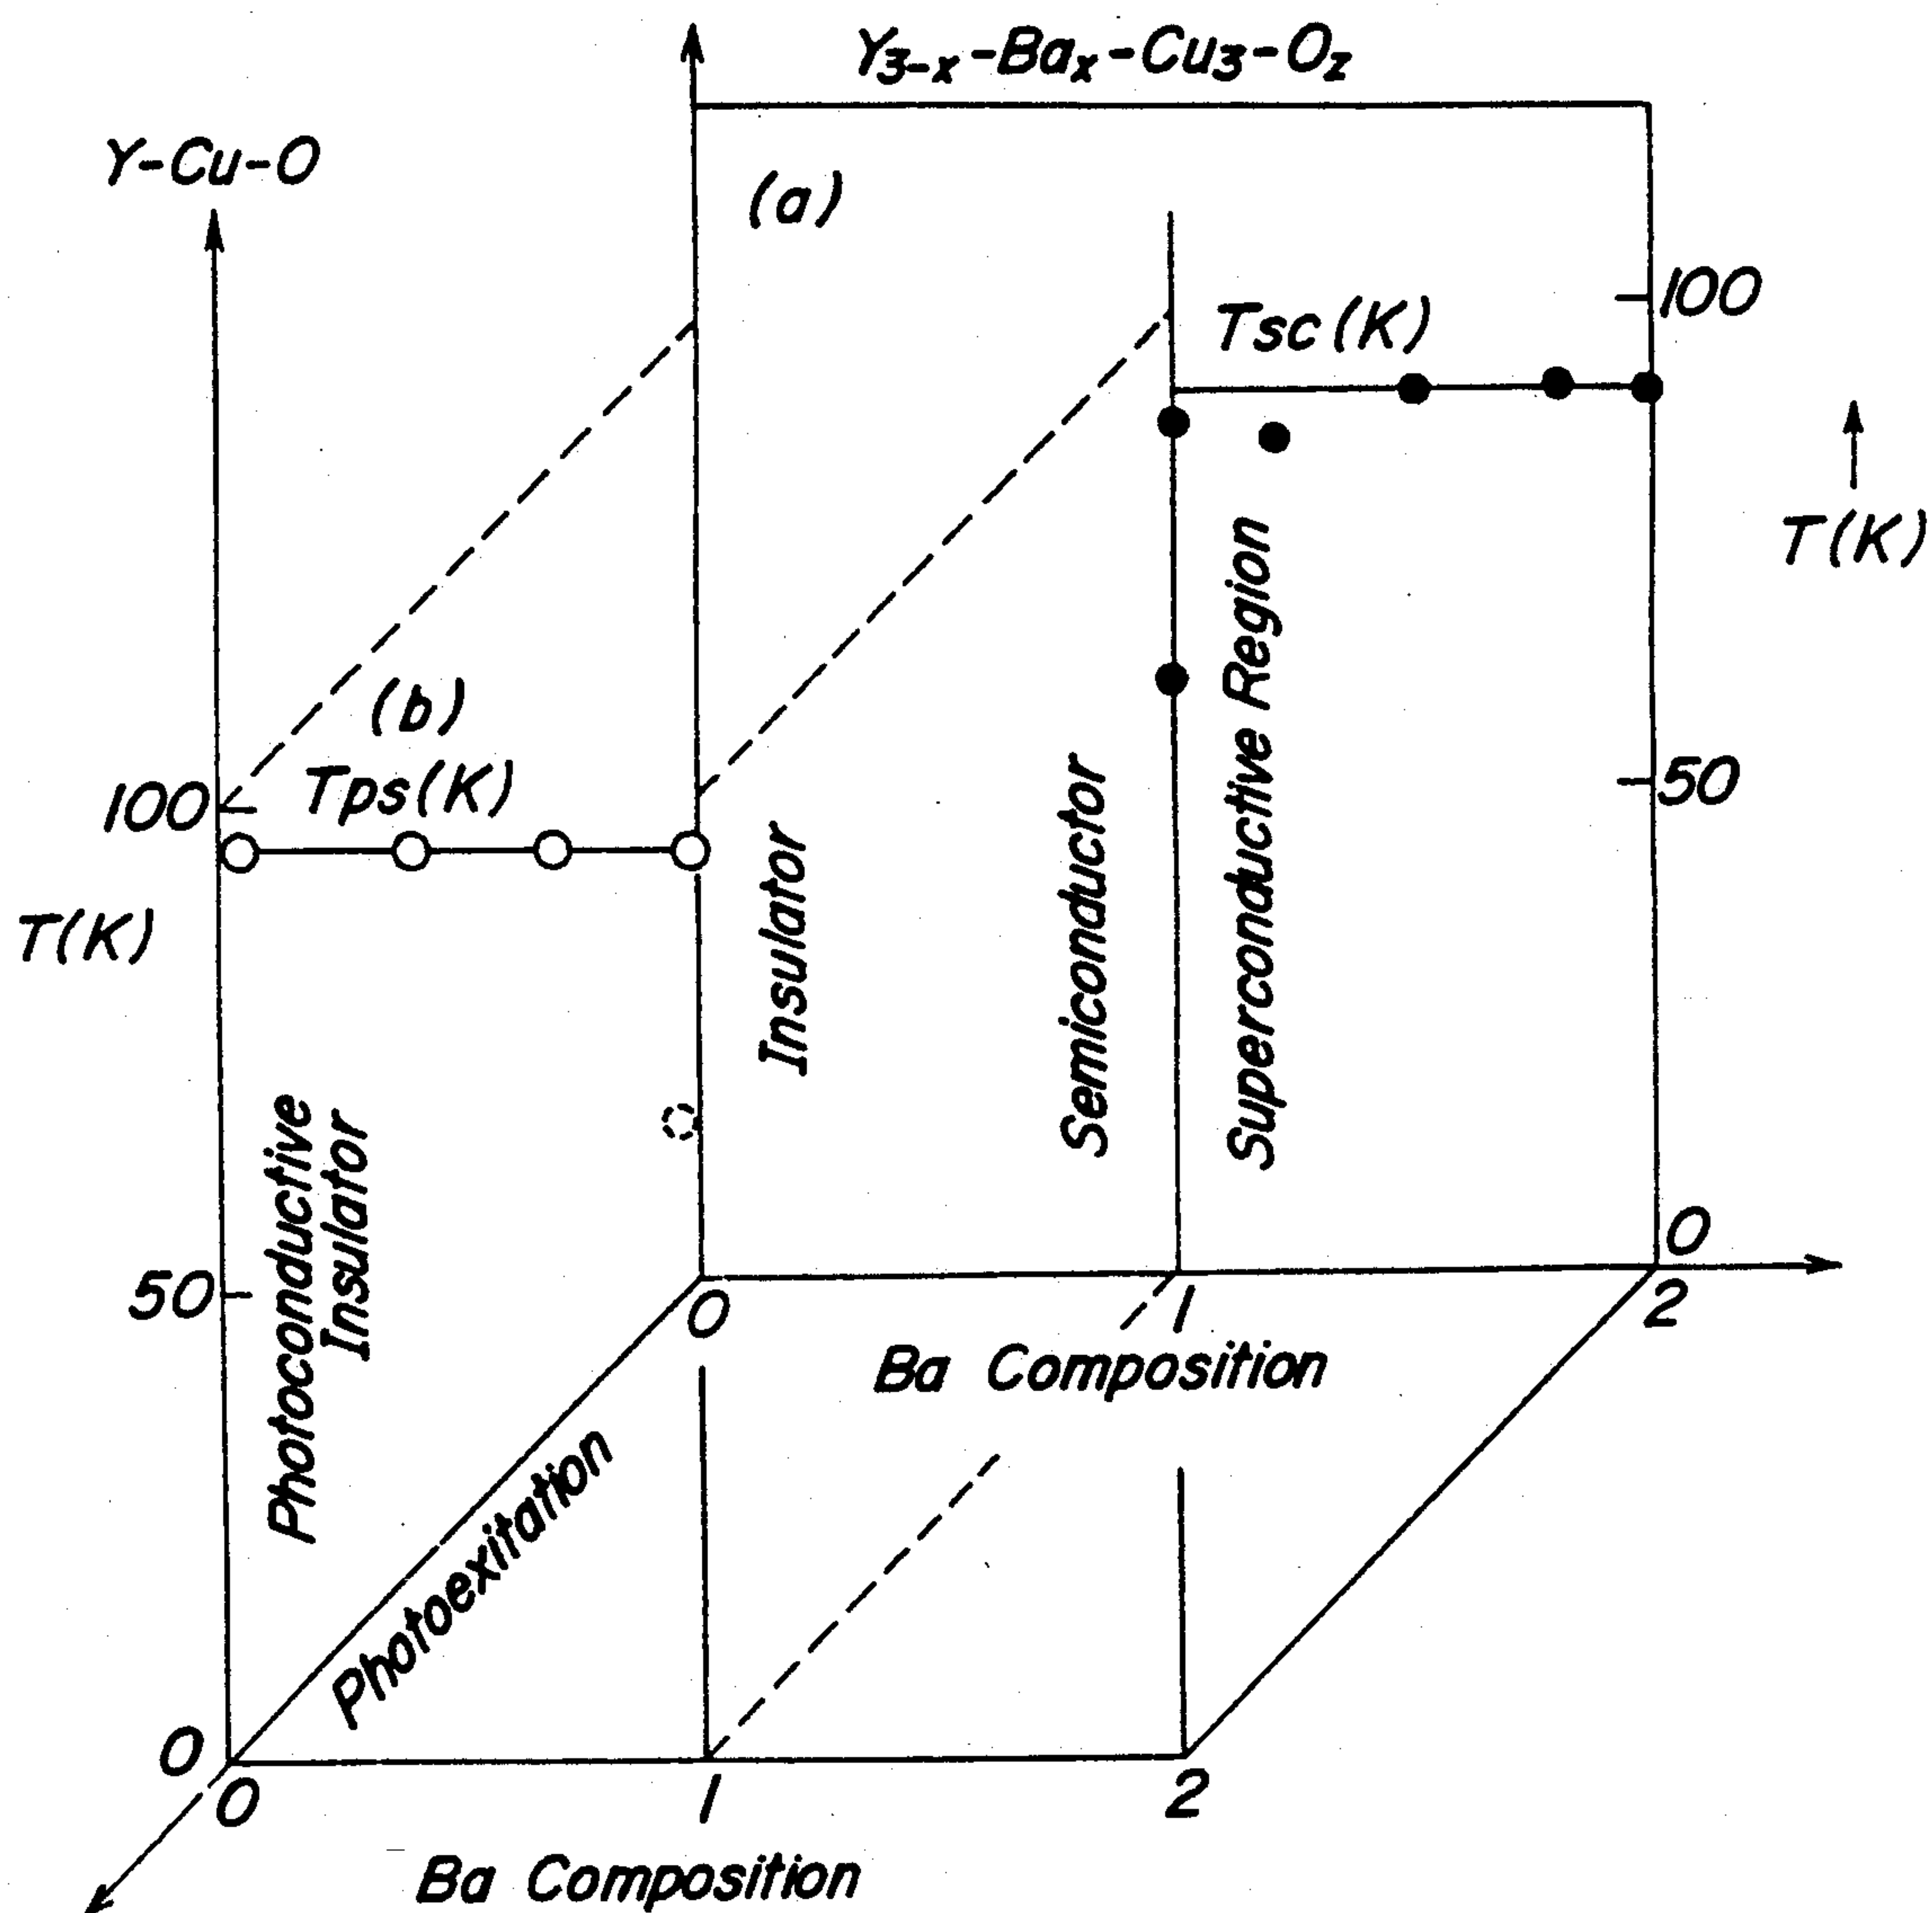 Y3-x-Bax-Cu3-Oz
Y-Cu-O
(a)
100
Tsc(K)
T(K)
(b)
50
100
Tps(K)
T(K)
Insulator
Semiconductor
Superconductive Region
Photoconductive
Insulator
0
50
0
1
2
Ba Composition
Photoexitation
0
0
1
2
Ba Composition